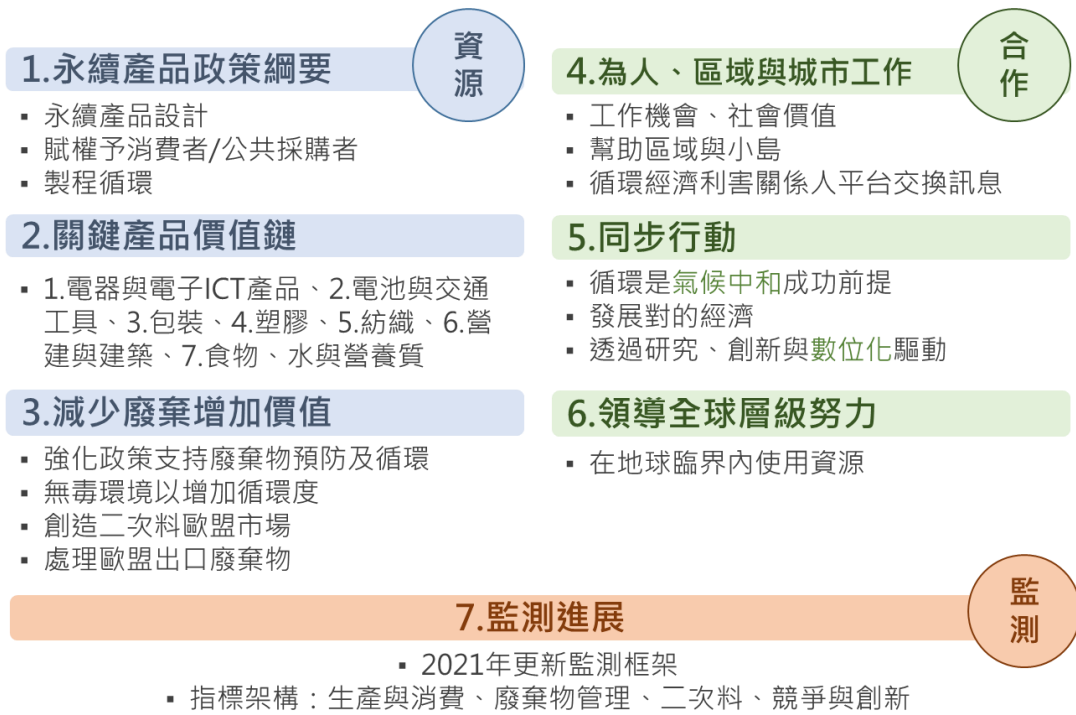 資
源
1.永續產品政策綱要
▪ 永續產品設計
▪ 賦權予消費者/公共採購者
▪ 製程循環
2.關鍵產品價值鏈
▪ 1.電器與電子ICT產品、2.電池與交通
工具、3.包裝、4.塑膠、5.紡織、6.營
建與建築、7.食物、水與營養質
3.減少廢棄增加價值
▪ 強化政策支持廢棄物預防及循環
▪ 無毒環境以增加循環度
▪ 創造二次料歐盟市場
▪ 處理歐盟出口廢棄物
合
作
4.為人、區域與城市工作
▪ 工作機會、社會價值
▪ 幫助區域與小島
▪ 循環經濟利害關係人平台交換訊息
5.同步行動
▪ 循環是氣候中和成功前提
▪ 發展對的經濟
▪ 透過研究、創新與數位化驅動
6.領導全球層級努力
▪ 在地球臨界內使用資源
監
測
7.監測進展
▪ 2021年更新監測框架
▪ 指標架構：生產與消費、廢棄物管理、二次料、競爭與創新